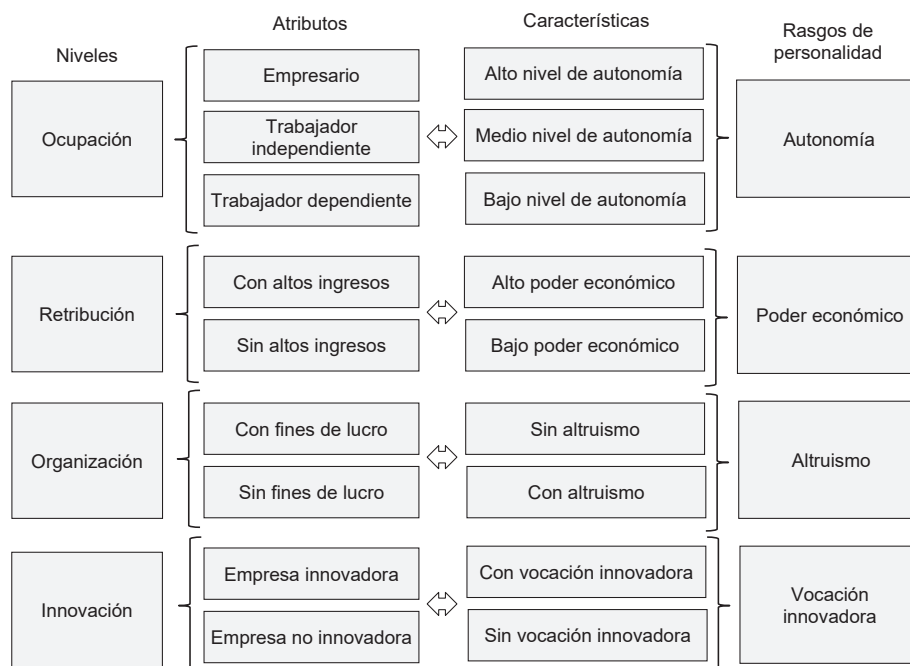 Niveles
Atributos
Características
Rasgos de
personalidad
Ocupación
Empresario
Alto nivel de autonomía
Trabajador
independiente
Medio nivel de autonomía
Trabajador dependiente
Bajo nivel de autonomía
Autonomía
Retribución
Con altos ingresos
Alto poder económico
Sin altos ingresos
Bajo poder económico
Poder económico
Organización
Con fines de lucro
Sin altruismo
Sin fines de lucro
Con altruismo
Altruismo
Innovación
Empresa innovadora
Con vocación innovadora
Empresa no innovadora
Sin vocación innovadora
Vocación
innovadora